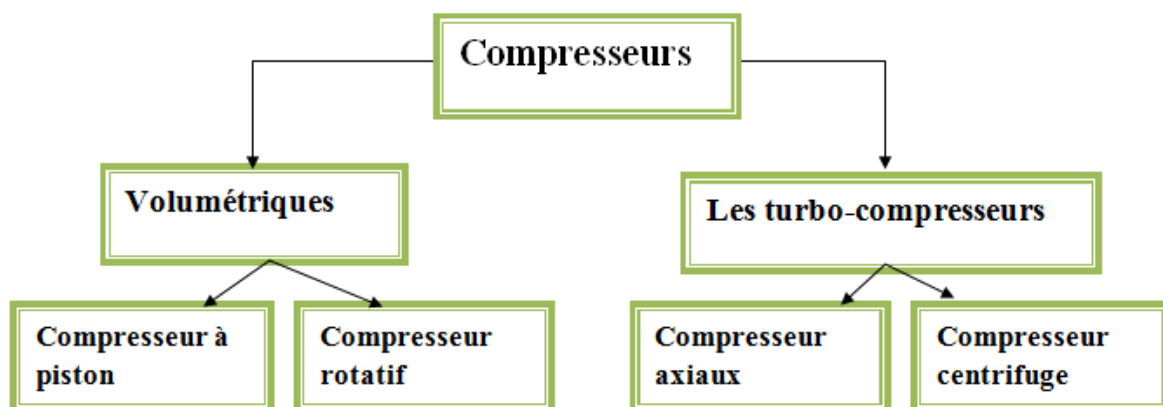 Compresseurs
Volumétriques
Les turbo-compresseurs
Compresseur à
piston
Compresseur
rotatif
Compresseur
axiaux
Compresseur
centrifuge